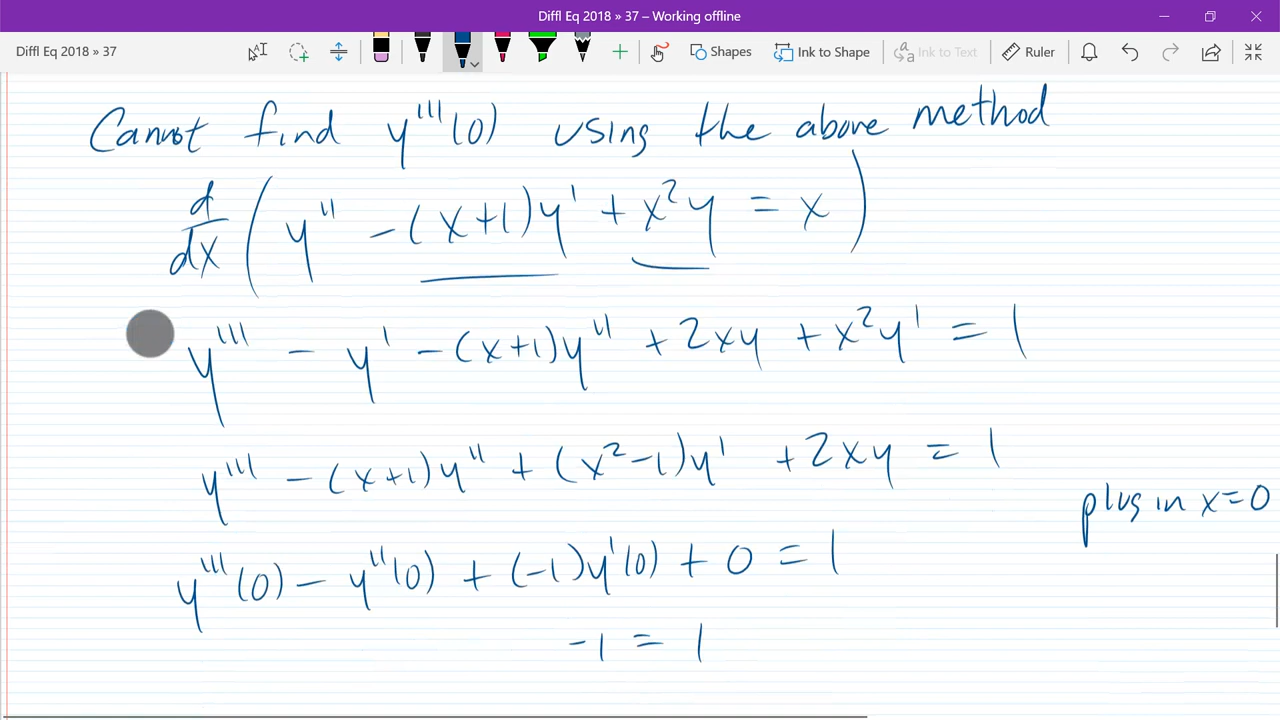 Diffl Eq 2018 » 37 – Working offline
Diffl Eq 2018 » 37
Shapes
Ink to Shape
Ink to Text
Ruler
Cannot find y'''(0) using the above method
d/dx ( y'' - (x+1)y' + x²y = x )
y''' - y' - (x+1)y'' + 2xy + x²y' = 1
y''' - (x+1)y'' + (x²-1)y' + 2xy = 1
plug in x=0
y'''(0) - y''(0) + (-1)y'(0) + 0 = 1
-1 = 1